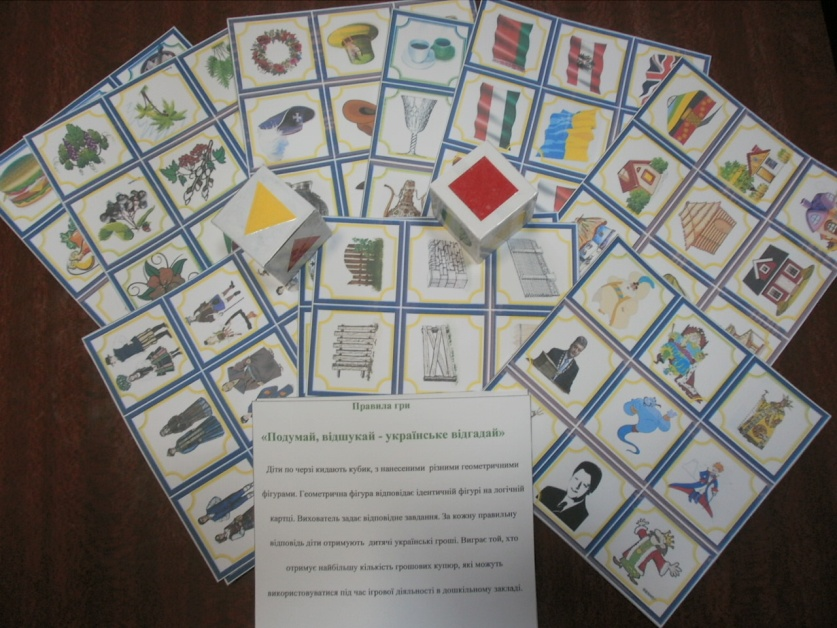 Правила гри
«Подумай, відшукай - українське відгадай»
Діти по черзі кидають кубик, з нанесеними різними геометричними
фігурами. Геометрична фігура відповідає ідентичній фігурі на логічній
картці. Вихователь задає відповідне завдання. За кожну правильну
відповідь діти отримують дитячі українські гроші. Виграє той, хто
отримує найбільшу кількість грошових купюр, які можуть
використовуватися під час ігрової діяльності в дошкільному закладі.